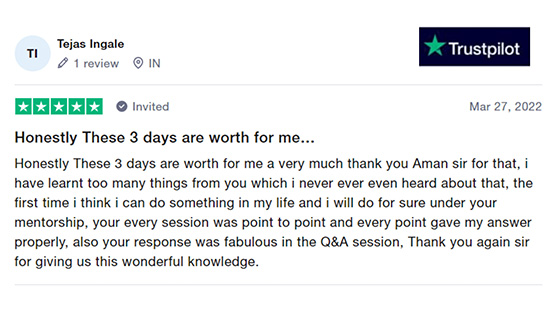 TI
Tejas Ingale
1 review
IN
Trustpilot
Invited
Mar 27, 2022
Honestly These 3 days are worth for me...
Honestly These 3 days are worth for me a very much thank you Aman sir for that, i
have learnt too many things from you which i never ever even heard about that, the
first time i think i can do something in my life and i will do for sure under your
mentorship, your every session was point to point and every point gave my answer
properly, also your response was fabulous in the Q&A session, Thank you again sir
for giving us this wonderful knowledge.